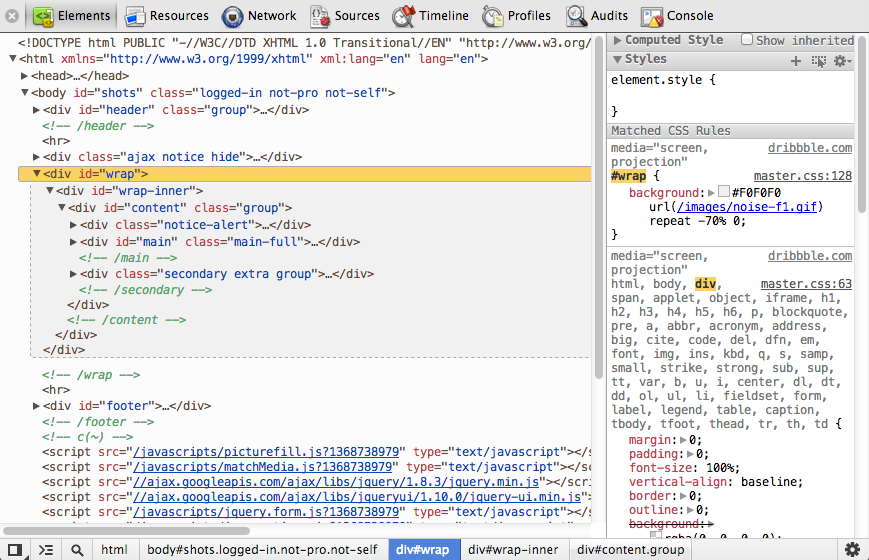 Elements Resources Network Sources Timeline Profiles Audits Console
<!DOCTYPE html PUBLIC "-//W3C//DTD XHTML 1.0 Transitional//EN" "http://www.w3.org/
<html xmlns="http://www.w3.org/1999/xhtml" xml:lang="en" lang="en">
<head>…</head>
<body id="shots" class="logged-in not-pro not-self">
<div id="header" class="group">…</div>
<!-- /header -->
<hr>
<div class="ajax notice hide">…</div>
<div id="wrap">
<div id="wrap-inner">
<div id="content" class="group">
<div class="notice-alert">…</div>
<div id="main" class="main-full">…</div>
<!-- /main -->
<div class="secondary extra group">…</div>
<!-- /secondary -->
</div>
<!-- /content -->
</div>
</div>
<!-- /wrap -->
<hr>
<div id="footer">…</div>
<!-- /footer -->
<!-- c(~) -->
<script src="/javascripts/picturefill.js?1368738979" type="text/javascript"></s
<script src="/javascripts/matchMedia.js?1368738979" type="text/javascript"></sc
<script src="//ajax.googleapis.com/ajax/libs/jquery/1.8.3/jquery.min.js"></scri
<script src="//ajax.googleapis.com/ajax/libs/jqueryui/1.10.0/jquery-ui.min.js">
<script src="/javascripts/jquery.form.js?1368738979" type="text/javascript"></s
Computed Style Show inherited
Styles
element.style {
}
Matched CSS Rules
media="screen, dribbble.com
projection"
#wrap { master.css:128
background: #F0F0F0
url(/images/noise-f1.gif)
repeat -70% 0;
}
media="screen, dribbble.com
projection"
html, body, div, master.css:63
span, applet, object, iframe, h1,
h2, h3, h4, h5, h6, p, blockquote,
pre, a, abbr, acronym, address,
big, cite, code, del, dfn, em,
font, img, ins, kbd, q, s, samp,
small, strike, strong, sub, sup,
tt, var, b, u, i, center, dl, dt,
dd, ol, ul, li, fieldset, form,
label, legend, table, caption,
tbody, tfoot, thead, tr, th, td {
margin: 0;
padding: 0;
font-size: 100%;
vertical-align: baseline;
border: 0;
outline: 0;
background:
rgba(0, 0, 0, 0);
html body#shots.logged-in.not-pro.not-self div#wrap div#wrap-inner div#content.group